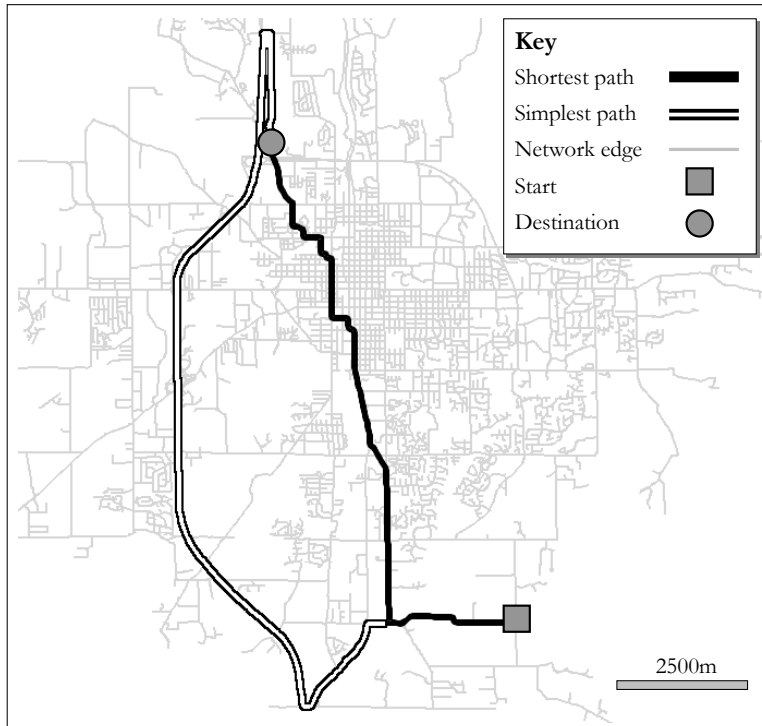 Key
Shortest path
Simplest path
Network edge
Start
Destination
2500m